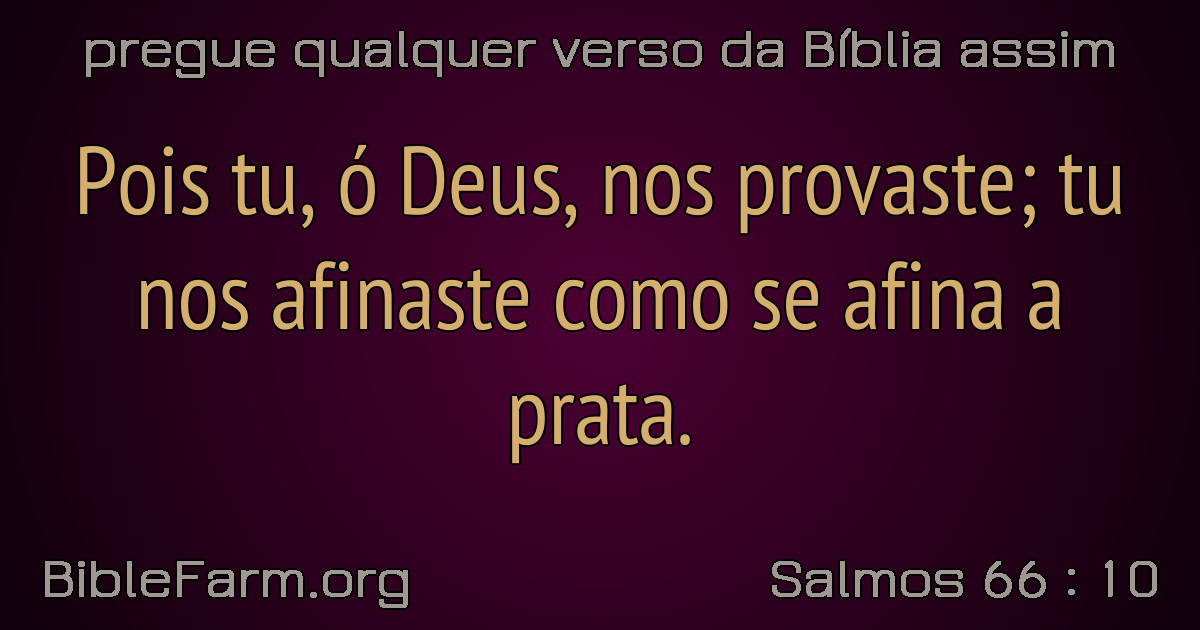 pregue qualquer verso da Bíblia assim
Pois tu, ó Deus, nos provaste; tu
nos afinaste como se afina a
prata.
BibleFarm.org
Salmos 66 : 10